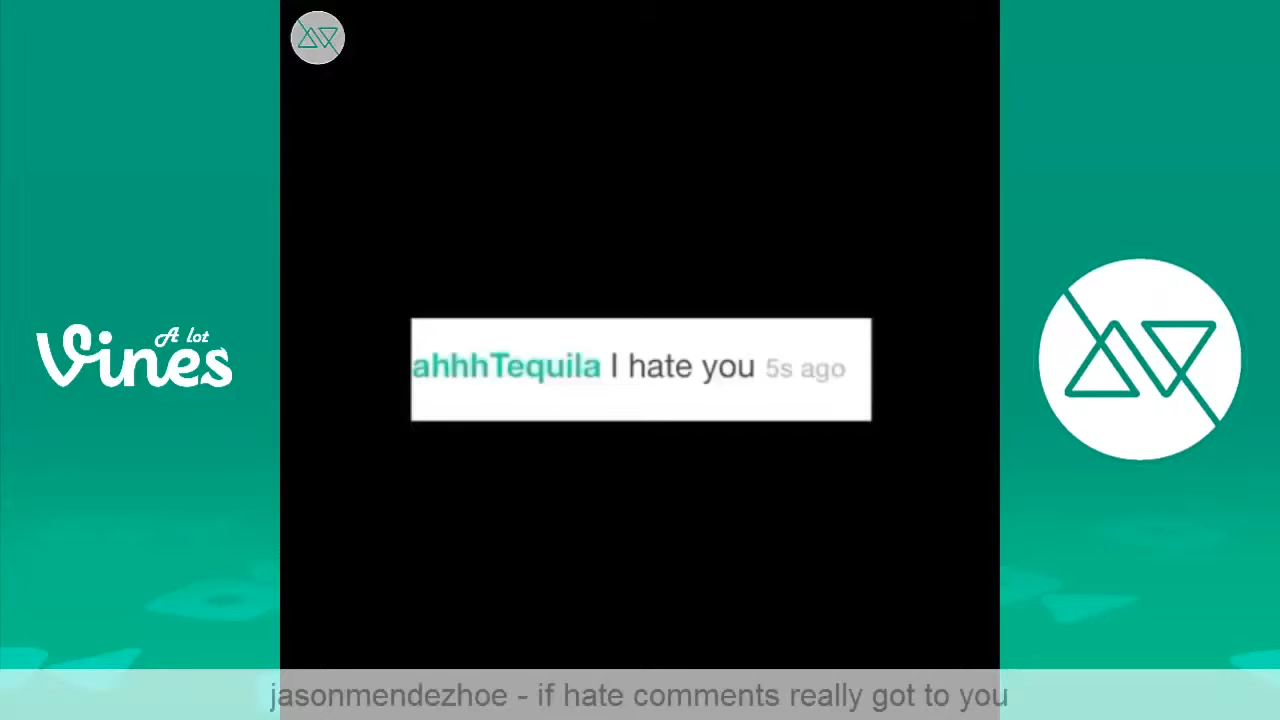 A lot
Vines
ahhhTequila I hate you 5s ago
jasonmendezhoe - if hate comments really got to you